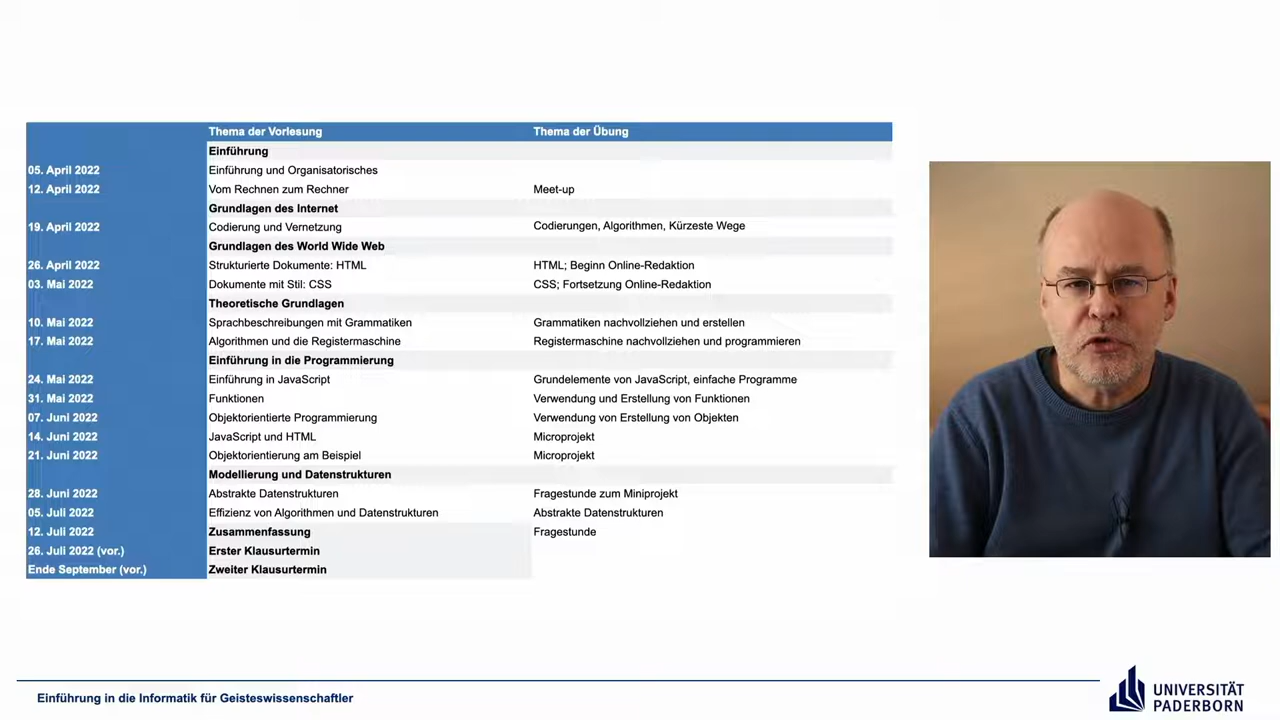 Thema der Vorlesung Thema der Übung
Einführung
05. April 2022 Einführung und Organisatorisches
12. April 2022 Vom Rechnen zum Rechner Meet-up
Grundlagen des Internet
19. April 2022 Codierung und Vernetzung Codierungen, Algorithmen, Kürzeste Wege
Grundlagen des World Wide Web
26. April 2022 Strukturierte Dokumente: HTML HTML; Beginn Online-Redaktion
03. Mai 2022 Dokumente mit Stil: CSS CSS; Fortsetzung Online-Redaktion
Theoretische Grundlagen
10. Mai 2022 Sprachbeschreibungen mit Grammatiken Grammatiken nachvollziehen und erstellen
17. Mai 2022 Algorithmen und die Registermaschine Registermaschine nachvollziehen und programmieren
Einführung in die Programmierung
24. Mai 2022 Einführung in JavaScript Grundelemente von JavaScript, einfache Programme
31. Mai 2022 Funktionen Verwendung und Erstellung von Funktionen
07. Juni 2022 Objektorientierte Programmierung Verwendung von Erstellung von Objekten
14. Juni 2022 JavaScript und HTML Microprojekt
21. Juni 2022 Objektorientierung am Beispiel Microprojekt
Modellierung und Datenstrukturen
28. Juni 2022 Abstrakte Datenstrukturen Fragestunde zum Miniprojekt
05. Juli 2022 Effizienz von Algorithmen und Datenstrukturen Abstrakte Datenstrukturen
12. Juli 2022 Zusammenfassung Fragestunde
26. Juli 2022 (vor.) Erster Klausurtermin
Ende September (vor.) Zweiter Klausurtermin
Einführung in die Informatik für Geisteswissenschaftler
UNIVERSITÄT
PADERBORN